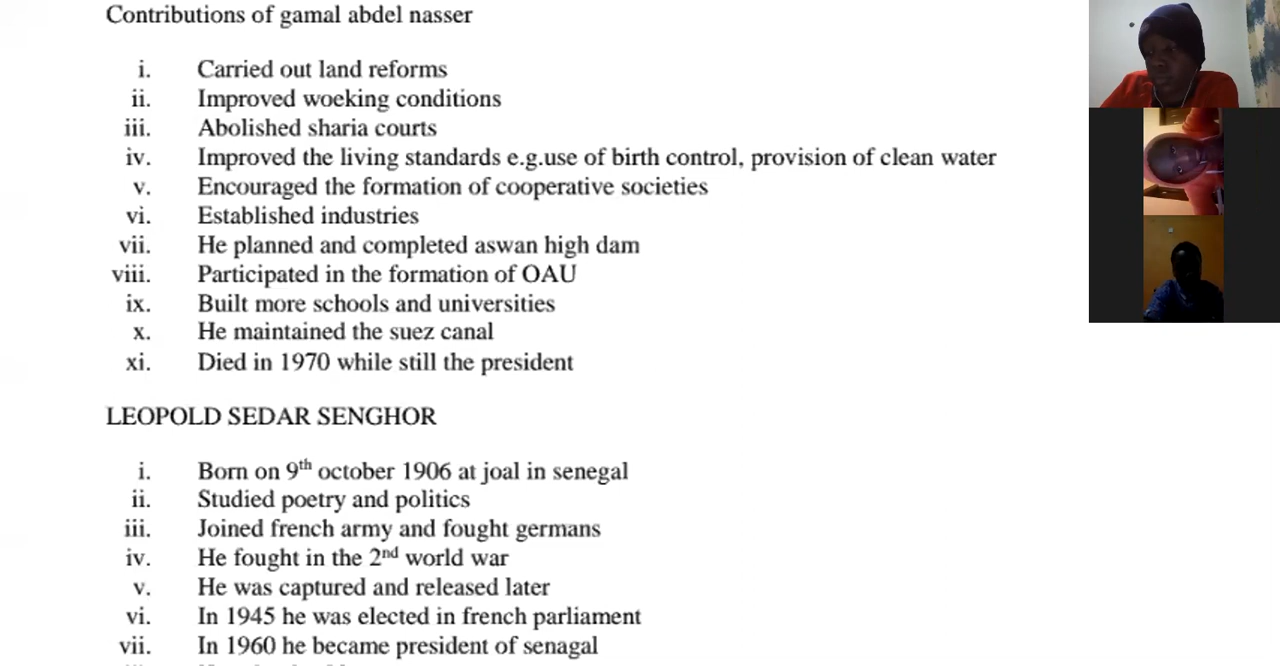 Contributions of gamal abdel nasser
i. Carried out land reforms
ii. Improved woeking conditions
iii. Abolished sharia courts
iv. Improved the living standards e.g.use of birth control, provision of clean water
v. Encouraged the formation of cooperative societies
vi. Established industries
vii. He planned and completed aswan high dam
viii. Participated in the formation of OAU
ix. Built more schools and universities
x. He maintained the suez canal
xi. Died in 1970 while still the president
LEOPOLD SEDAR SENGHOR
i. Born on 9th october 1906 at joal in senegal
ii. Studied poetry and politics
iii. Joined french army and fought germans
iv. He fought in the 2nd world war
v. He was captured and released later
vi. In 1945 he was elected in french parliament
vii. In 1960 he became president of senagal